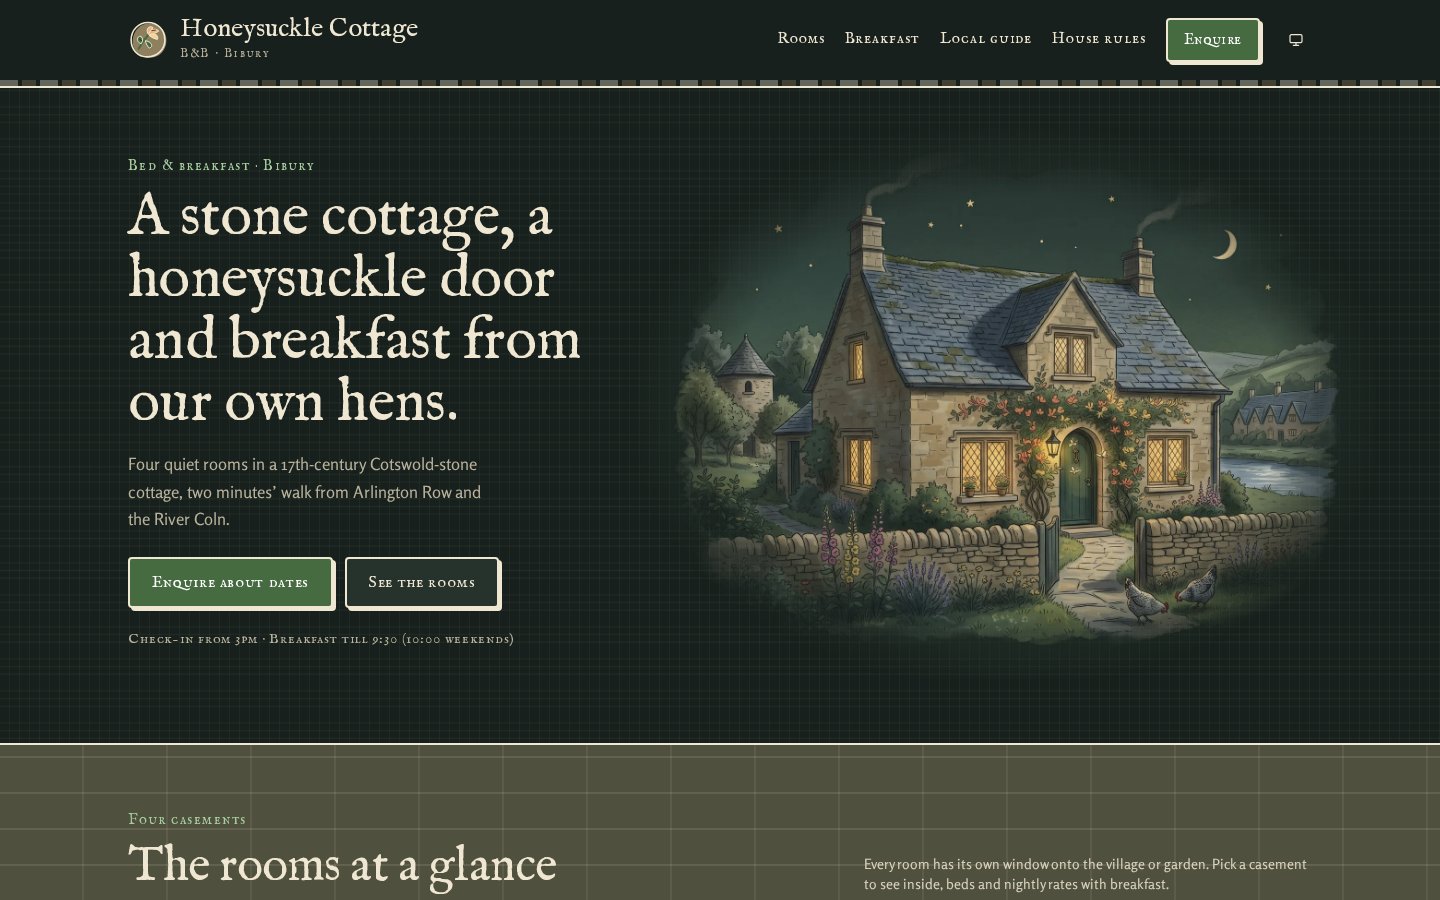 Honeysuckle Cottage
B&B · Bibury
Rooms Breakfast Local guide House rules Enquire
Bed & breakfast · Bibury
A stone cottage, a
honeysuckle door
and breakfast from
our own hens.
Four quiet rooms in a 17th-century Cotswold-stone
cottage, two minutes’ walk from Arlington Row and
the River Coln.
Enquire about dates See the rooms
Check-in from 3pm · Breakfast till 9:30 (10:00 weekends)
Four casements
The rooms at a glance
Every room has its own window onto the village or garden. Pick a casement
to see inside, beds and nightly rates with breakfast.